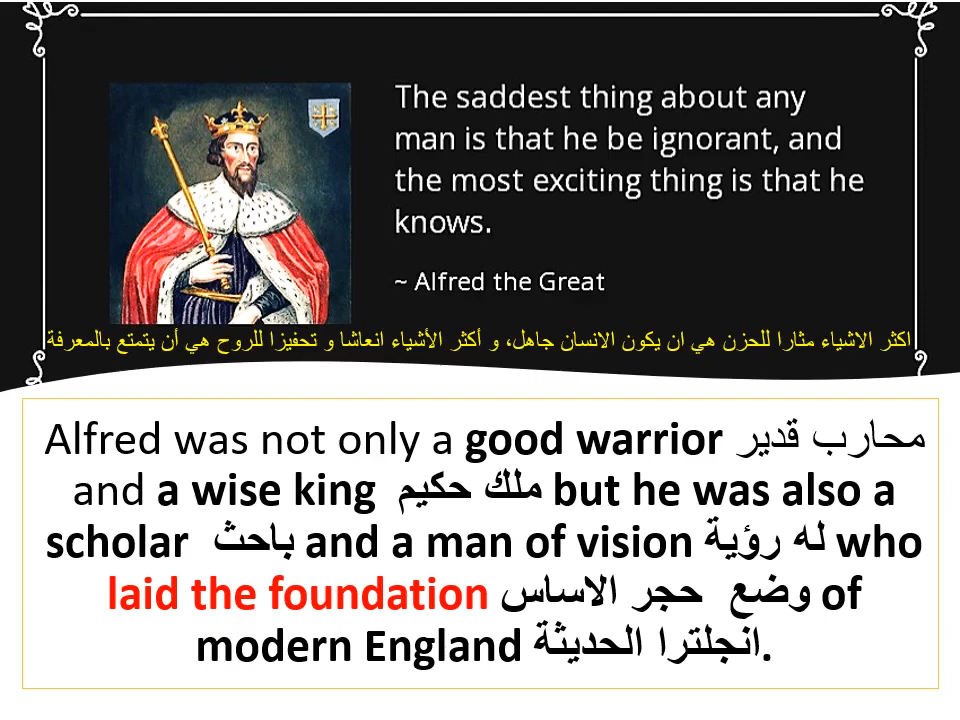 The saddest thing about any
man is that he be ignorant, and
the most exciting thing is that he
knows.
~ Alfred the Great
اكثر الاشياء مثارا للحزن هي ان يكون الانسان جاهل، و أكثر الأشياء انعاشا و تحفيزا للروح هي أن يتمتع بالمعرفة
Alfred was not only a good warrior محارب قدير
and a wise king ملك حكيم but he was also a
scholar باحث and a man of vision له رؤية who
laid the foundation وضع حجر الاساس of
modern England انجلترا الحديثة.